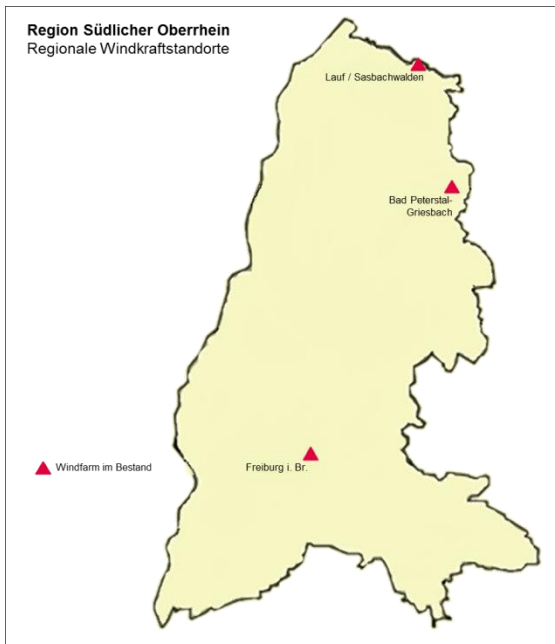 Region Südlicher Oberrhein
Regionale Windkraftstandorte
Lauf / Sasbachwalden
Bad Peterstal-
Griesbach
Windfarm im Bestand
Freiburg i. Br.